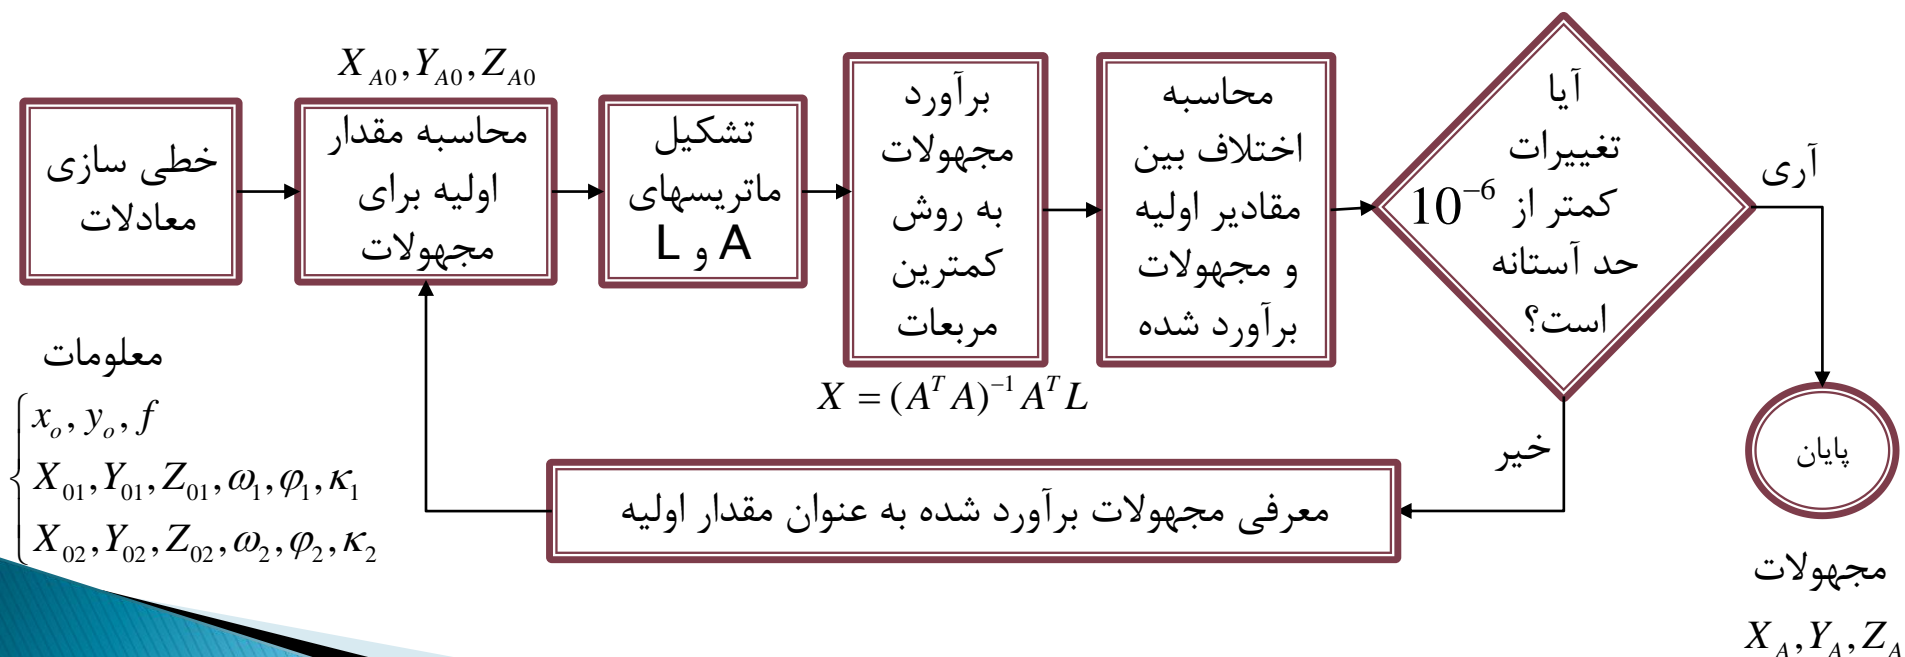 خطی سازی
معادلات
X_{A0}, Y_{A0}, Z_{A0}
محاسبه مقدار
اولیه برای
مجهولات
تشکیل
ماتریسهای
A و L
برآورد
مجهولات
به روش
کمترین
مربعات
X = (A^T A)^{-1} A^T L
محاسبه
اختلاف بین
مقادیر اولیه
و مجهولات
برآورد شده
آیا
تغییرات
کمتر از 10^{-6}
حد آستانه
است؟
آری
خیر
پایان
معرفی مجهولات برآورد شده به عنوان مقدار اولیه
معلومات
x_o, y_o, f
X_{01}, Y_{01}, Z_{01}, ω_1, φ_1, κ_1
X_{02}, Y_{02}, Z_{02}, ω_2, φ_2, κ_2
مجهولات
X_A, Y_A, Z_A